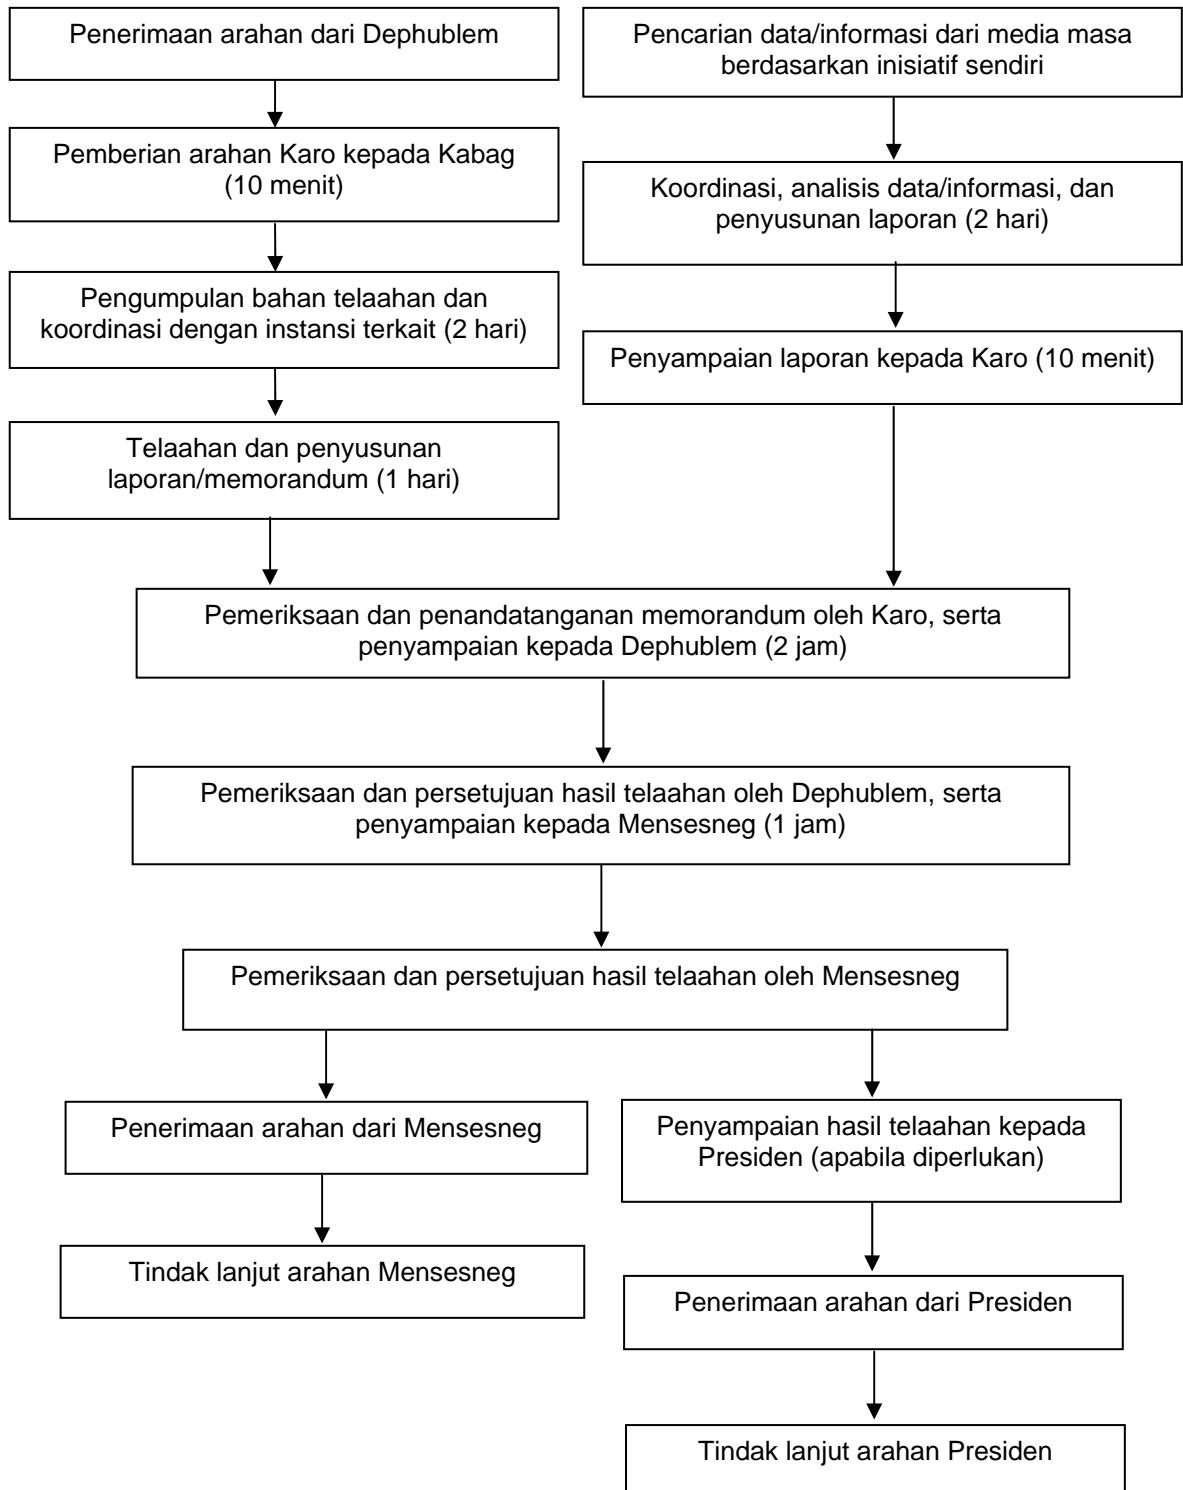 Penerimaan arahan dari Dephublem
Pemberian arahan Karo kepada Kabag
(10 menit)
Pengumpulan bahan telaahan dan
koordinasi dengan instansi terkait (2 hari)
Telaahan dan penyusunan
laporan/memorandum (1 hari)
Pencarian data/informasi dari media masa
berdasarkan inisiatif sendiri
Koordinasi, analisis data/informasi, dan
penyusunan laporan (2 hari)
Penyampaian laporan kepada Karo (10 menit)
Pemeriksaan dan penandatanganan memorandum oleh Karo, serta
penyampaian kepada Dephublem (2 jam)
Pemeriksaan dan persetujuan hasil telaahan oleh Dephublem, serta
penyampaian kepada Mensesneg (1 jam)
Pemeriksaan dan persetujuan hasil telaahan oleh Mensesneg
Penerimaan arahan dari Mensesneg
Tindak lanjut arahan Mensesneg
Penyampaian hasil telaahan kepada
Presiden (apabila diperlukan)
Penerimaan arahan dari Presiden
Tindak lanjut arahan Presiden